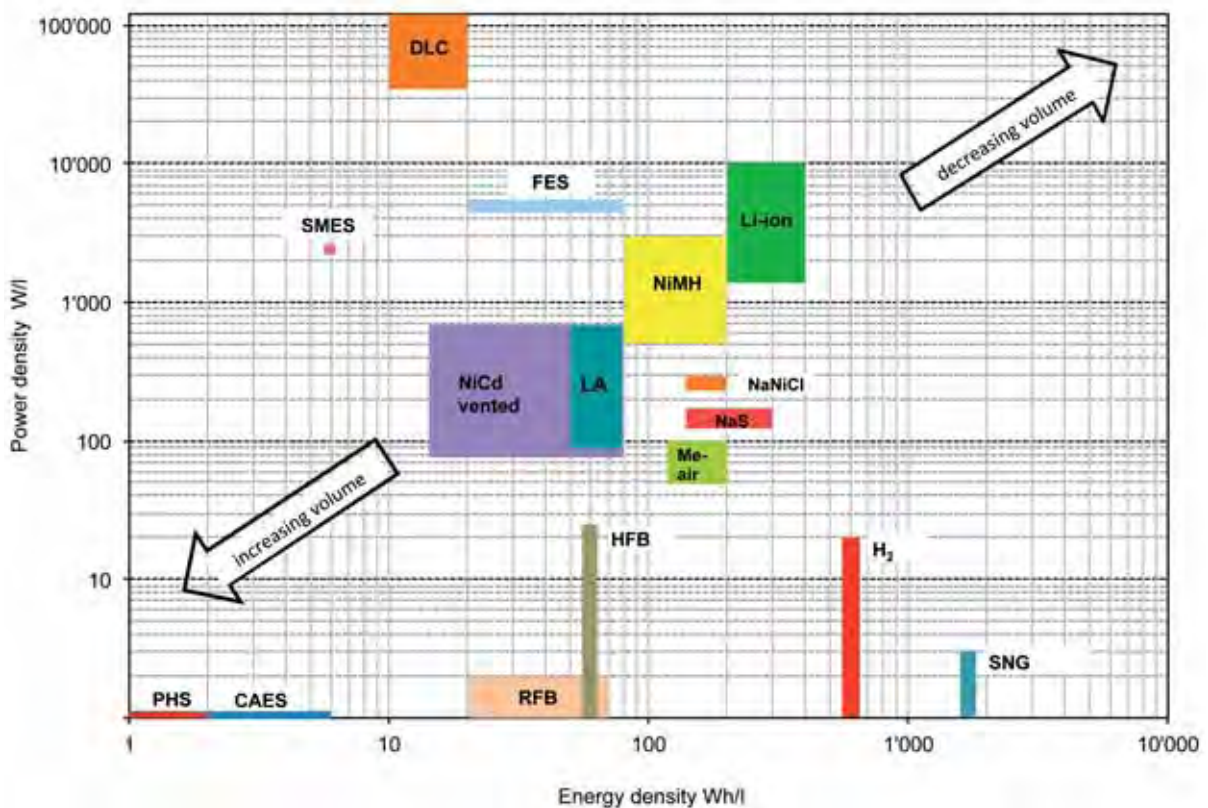 100'000
DLC
decreasing volume
10'000
FES
Li-ion
SMES
NiMH
Power density W/l
1'000
NiCd
vented
LA
NaNiCl
NaS
100
Me-
air
increasing volume
HFB
H₂
10
SNG
PHS
CAES
RFB
1
10
100
1'000
10'000
Energy density Wh/l